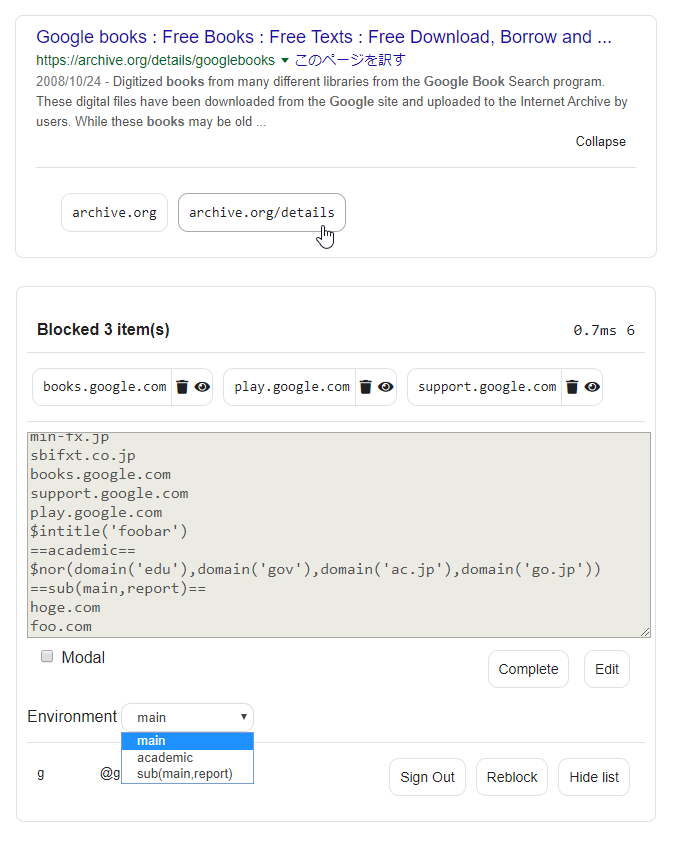 Google books : Free Books : Free Texts : Free Download, Borrow and ...
https://archive.org/details/googlebooks ▼ このページを訳す
2008/10/24 - Digitized books from many different libraries from the Google Book Search program.
These digital files have been downloaded from the Google site and uploaded to the Internet Archive by
users. While these books may be old ...
Collapse
archive.org archive.org/details
Blocked 3 item(s) 0.7ms 6
books.google.com play.google.com support.google.com
min-fx.jp
sbifxt.co.jp
books.google.com
support.google.com
play.google.com
$intitle('foobar')
==academic==
$nor(domain('edu'),domain('gov'),domain('ac.jp'),domain('go.jp'))
==sub(main,report)==
hoge.com
foo.com
Modal
Complete Edit
Environment main
main
academic
sub(main,report)
g @g
Sign Out Reblock Hide list